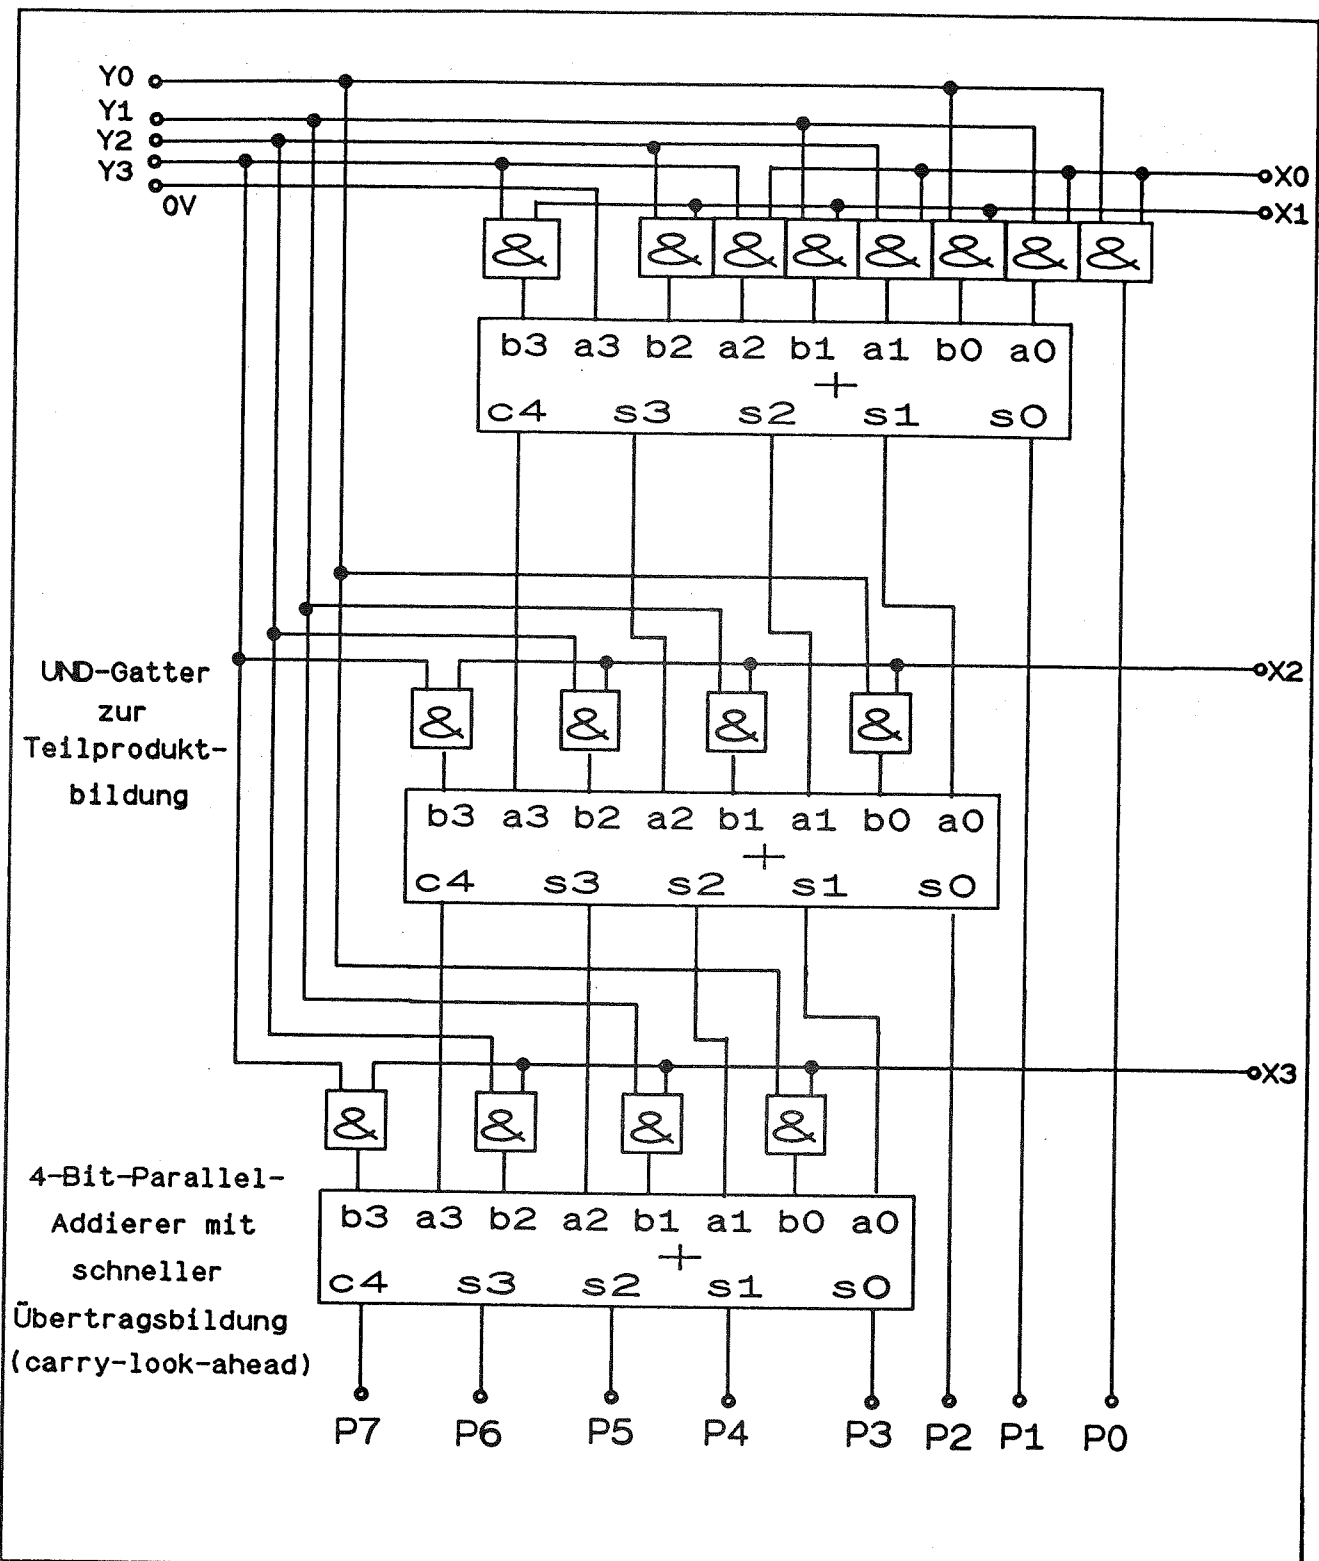 Y0
Y1
Y2
Y3
0V
X0
X1
& & & & & & & &
b3 a3 b2 a2 b1 a1 b0 a0
+
c4 s3 s2 s1 s0
X2
UND-Gatter
zur
Teilprodukt-
bildung
& & & &
b3 a3 b2 a2 b1 a1 b0 a0
+
c4 s3 s2 s1 s0
X3
& & & &
4-Bit-Parallel-
Addierer mit
schneller
Übertragsbildung
(carry-look-ahead)
b3 a3 b2 a2 b1 a1 b0 a0
+
c4 s3 s2 s1 s0
P7 P6 P5 P4 P3 P2 P1 P0